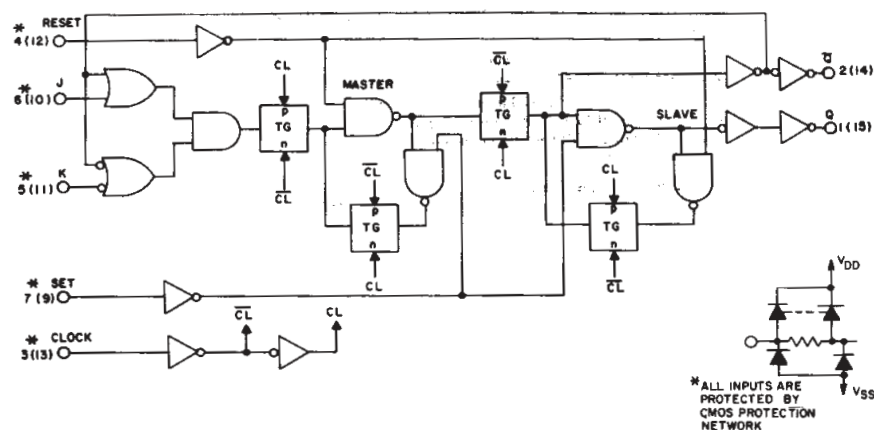 * RESET
4(12)
* J
6(10)
* K
5(11)
CL
P
TG
n
CL
MASTER
CL
P
TG
n
CL
CL
P
TG
n
CL
SLAVE
CL
P
TG
n
CL
Q
2(14)
Q
1(15)
* SET
7(9)
* CLOCK
3(13)
CL
CL
VDD
VSS
* ALL INPUTS ARE
PROTECTED BY
CMOS PROTECTION
NETWORK